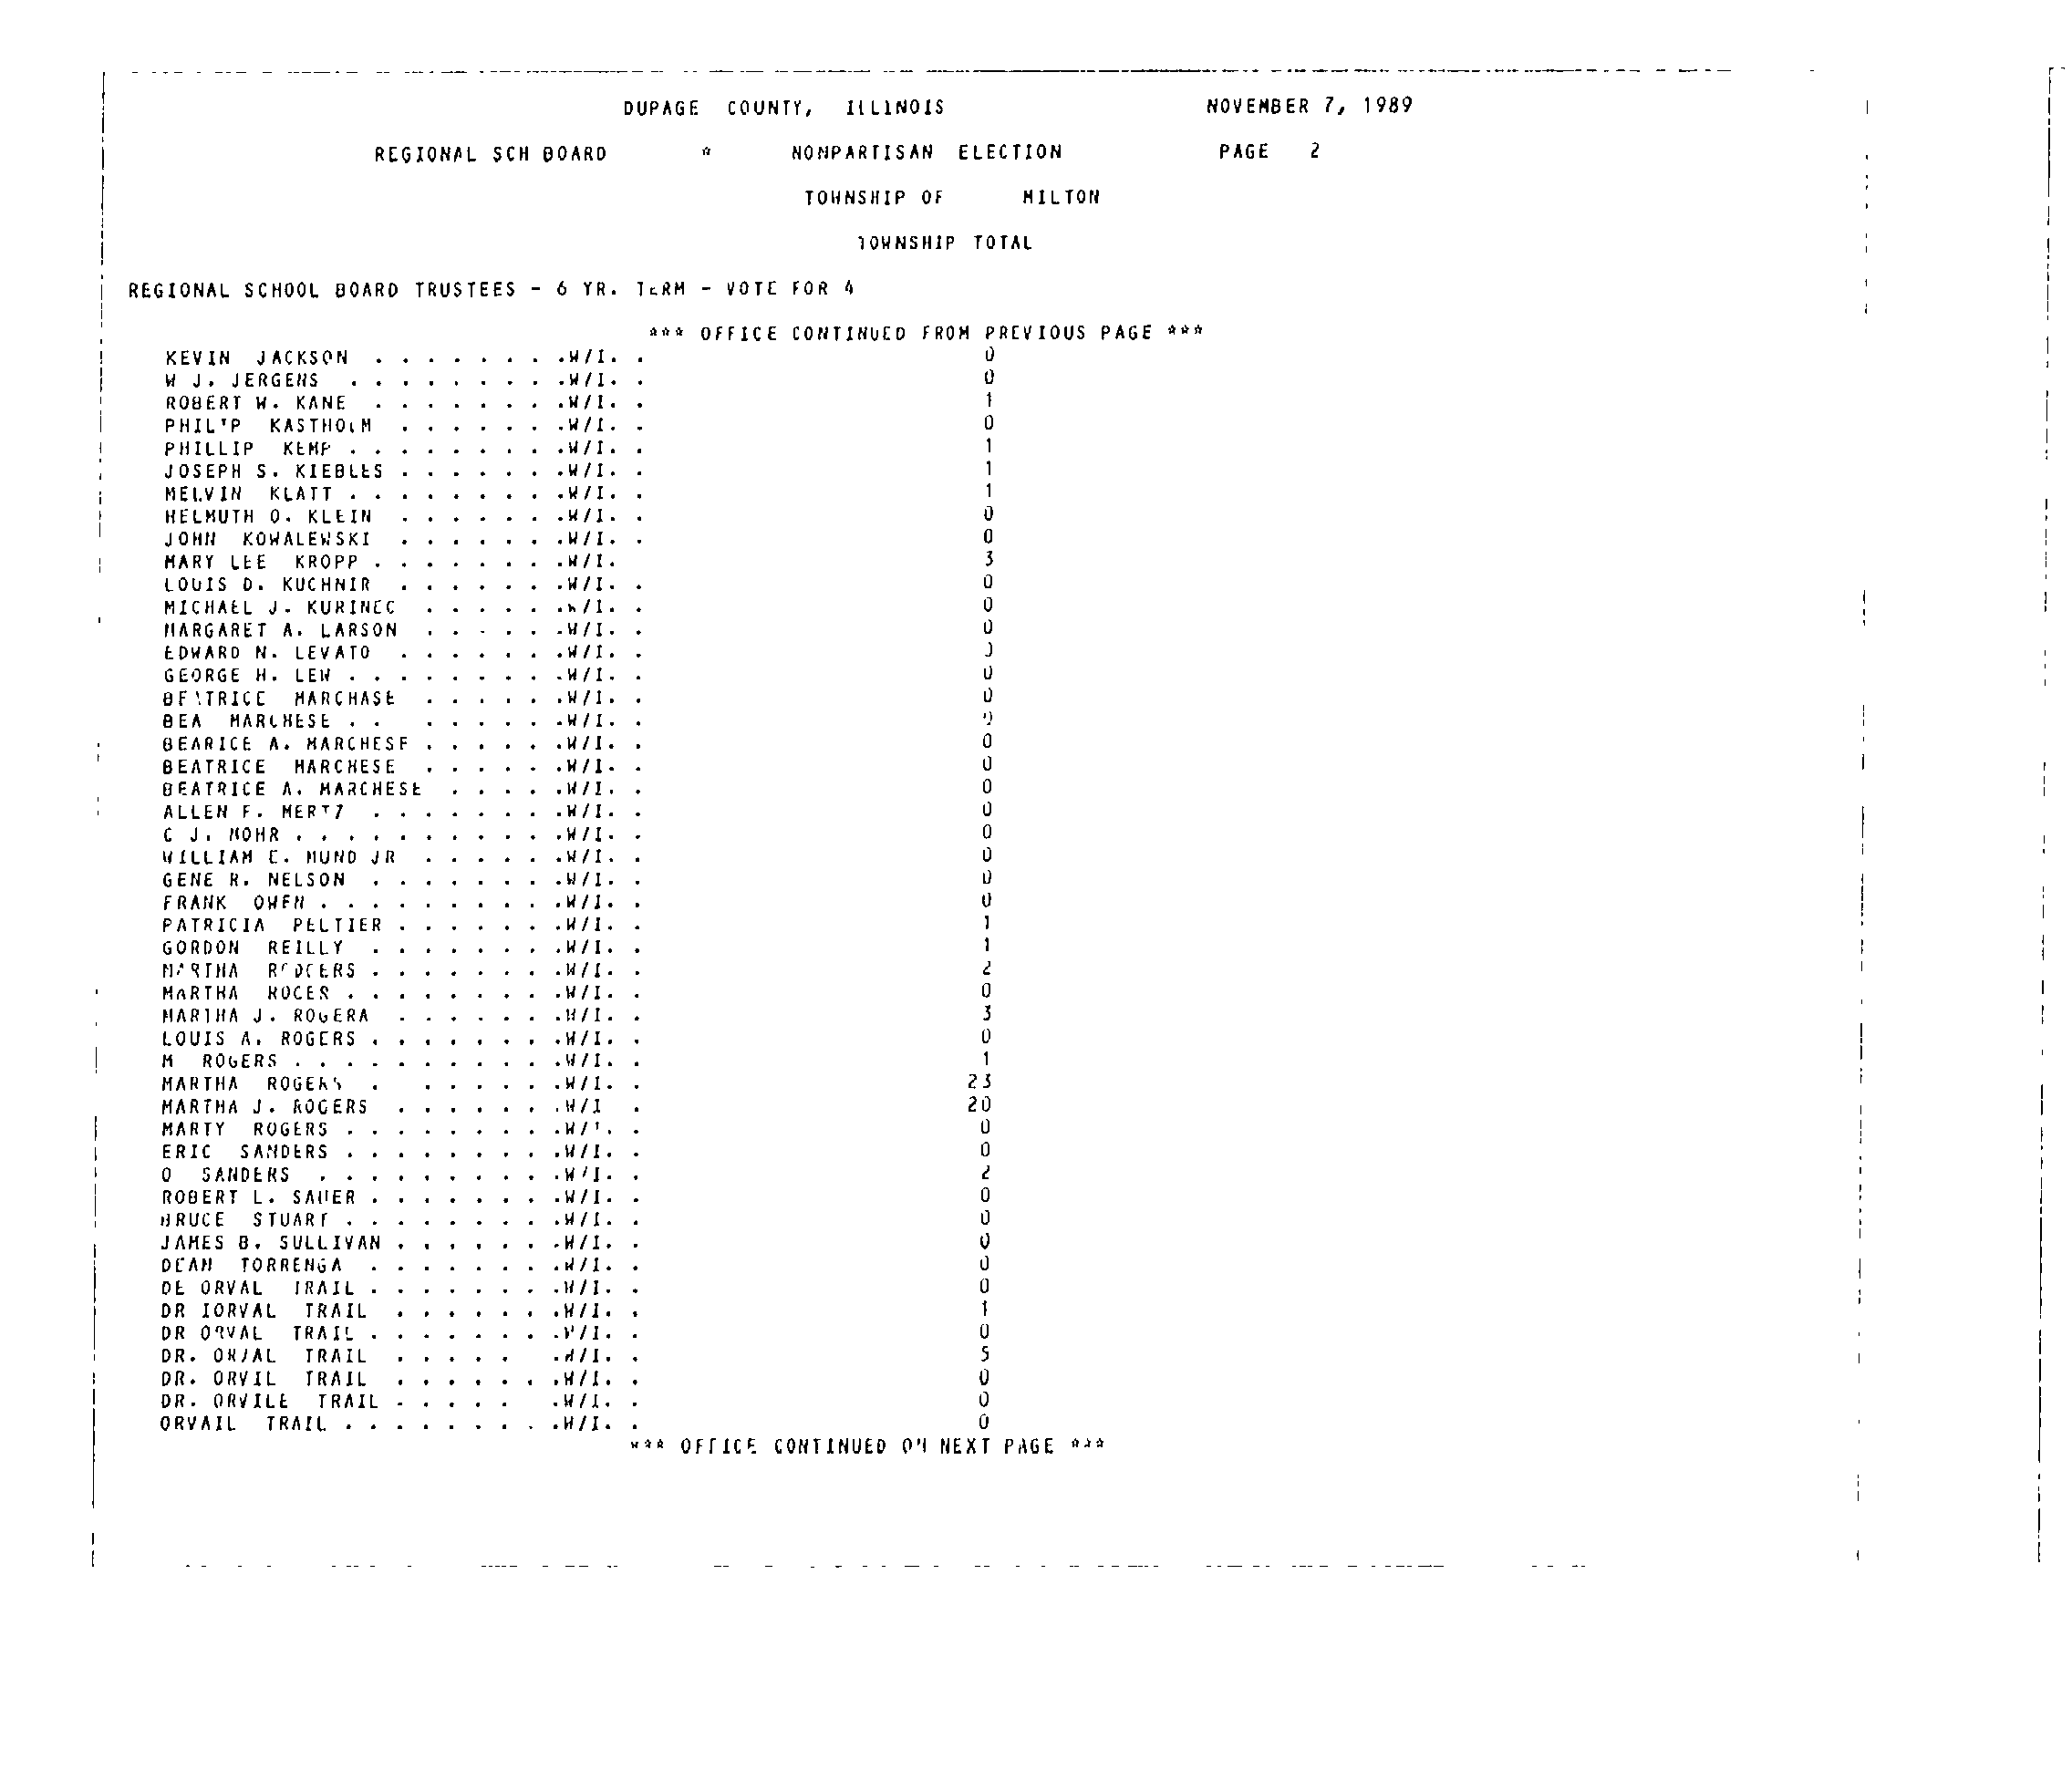 DUPAGE COUNTY, ILLINOIS NOVEMBER 7, 1989
REGIONAL SCH BOARD * NONPARTISAN ELECTION PAGE 2
TOWNSHIP OF MILTON
TOWNSHIP TOTAL
REGIONAL SCHOOL BOARD TRUSTEES - 6 YR. TERM - VOTE FOR 4
*** OFFICE CONTINUED FROM PREVIOUS PAGE ***
KEVIN JACKSON . . . . . . . .W/I. . 0
W J. JERGENS . . . . . . . . .W/I. . 0
ROBERT W. KANE . . . . . . . .W/I. . 1
PHILIP KASTHOLM . . . . . . .W/I. . 0
PHILLIP KEMP . . . . . . . . .W/I. . 1
JOSEPH S. KIEBLES . . . . . . .W/I. . 1
MELVIN KLATT . . . . . . . . .W/I. . 1
HELMUTH O. KLEIN . . . . . . .W/I. . 0
JOHN KOWALEWSKI . . . . . . .W/I. . 0
MARY LEE KROPP . . . . . . . .W/I. 3
LOUIS D. KUCHNIR . . . . . . .W/I. . 0
MICHAEL J. KURINEC . . . . . .W/I. . 0
MARGARET A. LARSON . . . . . .W/I. . 0
EDWARD N. LEVATO . . . . . . .W/I. . 0
GEORGE H. LEW . . . . . . . . .W/I. . 0
BEATRICE MARCHASE . . . . . .W/I. . 0
BEA MARCHESE . . . . . . . .W/I. . 0
BEARICE A. MARCHESE . . . . . .W/I. . 0
BEATRICE MARCHESE . . . . . .W/I. . 0
BEATRICE A. MARCHESE . . . . .W/I. . 0
ALLEN F. MERTZ . . . . . . . .W/I. . 0
C J. MOHR . . . . . . . . . . .W/I. . 0
WILLIAM E. MUND JR . . . . . .W/I. . 0
GENE R. NELSON . . . . . . . .W/I. . 0
FRANK OWEN . . . . . . . . . .W/I. . 0
PATRICIA PELTIER . . . . . . .W/I. . 1
GORDON REILLY . . . . . . . .W/I. . 1
MARTHA . . . . . . . .W/I. . 2
MARTHA ROCES . . . . . . . . .W/I. . 0
MARTHA J. ROGERA . . . . . . .W/I. . 3
LOUIS A. ROGERS . . . . . . . .W/I. . 0
M ROGERS . . . . . . . . . . .W/I. . 1
MARTHA ROGERS . . . . . . .W/I. . 23
MARTHA J. ROGERS . . . . . . .W/I . 20
MARTY ROGERS . . . . . . . . .W/I. . 0
ERIC SANDERS . . . . . . . . .W/I. . 0
O SANDERS . . . . . . . . . .W/I. . 2
ROBERT L. SAUER . . . . . . . .W/I. . 0
BRUCE STUART . . . . . . . . .W/I. . 0
JAMES B. SULLIVAN . . . . . . .W/I. . 0
DEAN TORRENGA . . . . . . . .W/I. . 0
DE ORVAL TRAIL . . . . . . . .W/I. . 0
DR IORVAL TRAIL . . . . . . .W/I. . 1
DR ORVAL TRAIL . . . . . . . .W/I. . 0
DR. ORVAL TRAIL . . . . . .W/I. . 5
DR. ORVIL TRAIL . . . . . . .W/I. . 0
DR. ORVILE TRAIL . . . . . .W/I. . 0
ORVAIL TRAIL . . . . . . . . .W/I. . 0
*** OFFICE CONTINUED ON NEXT PAGE ***